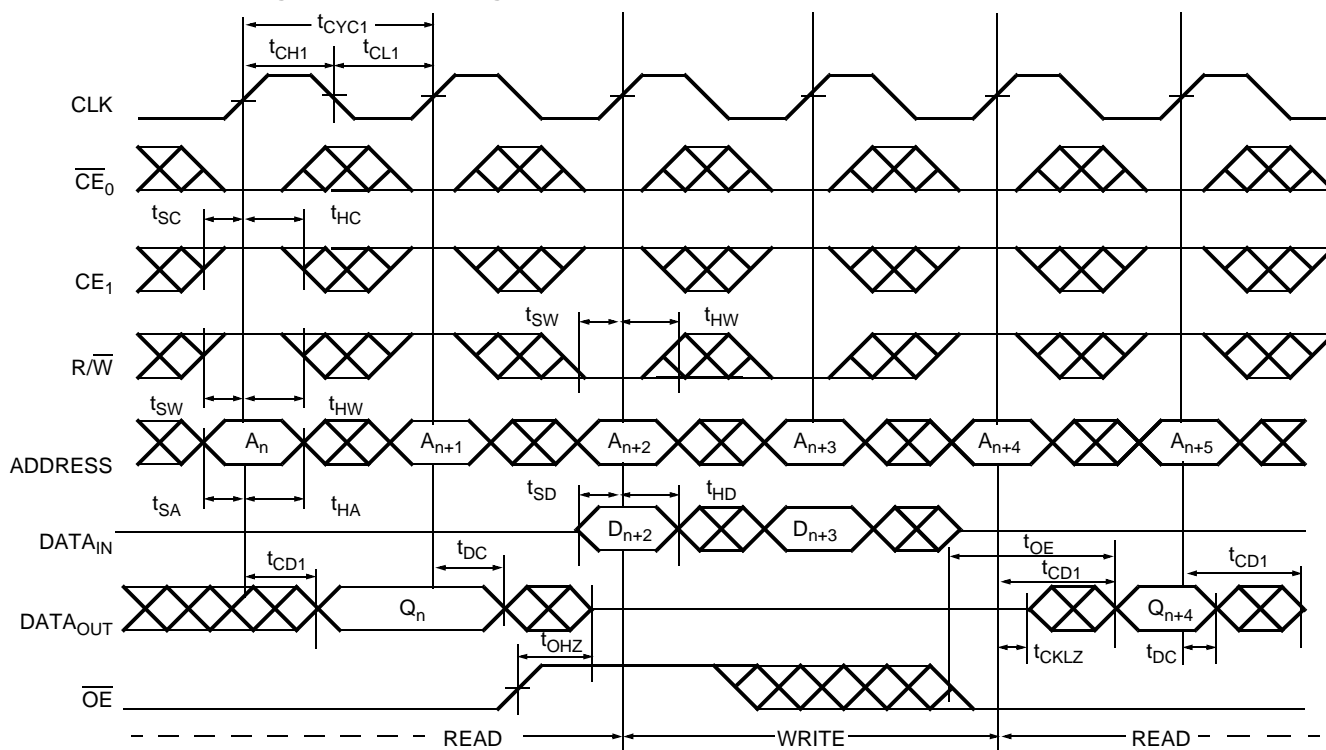 tCYC1
tCH1 tCL1
CLK
CE0
tSC tHC
CE1
tSW tHW
R/W
tSW tHW
ADDRESS An An+1 An+2 An+3 An+4 An+5
tSA tHA tSD tHD
DATAIN Dn+2 Dn+3
tOE
tCD1 tDC tCD1 tCD1
DATAOUT Qn Qn+4
tOHZ tCKLZ tDC
OE
READ WRITE READ